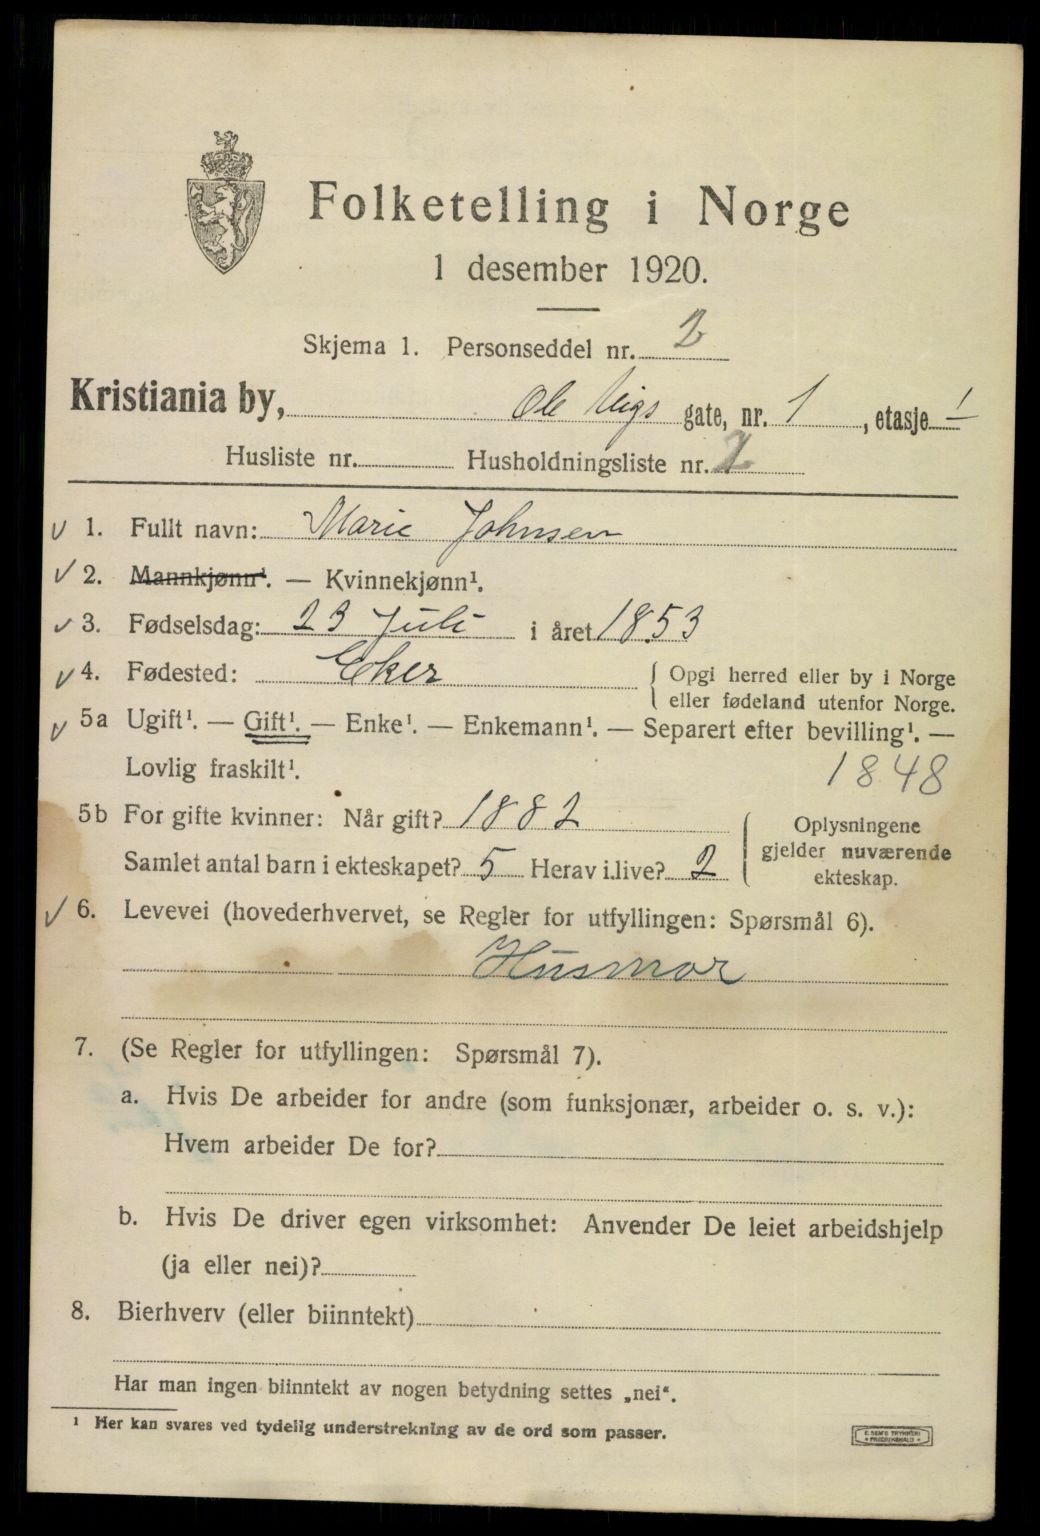 Folketelling i Norge
1 desember 1920.
Skjema 1. Personseddel nr. 2
Kristiania by, Ole Vigs gate, nr. 1, etasje 1
Husliste nr. Husholdningsliste nr. 2
✓ 1. Fullt navn: Marie Johnsen
✓ 2. Mannkjønn¹. — Kvinnekjønn¹.
✓ 3. Fødselsdag: 23 Juli i året 1853
✓ 4. Fødested: Eker { Opgi herred eller by i Norge
eller fødeland utenfor Norge.
✓ 5a Ugift¹. — Gift¹. — Enke¹. — Enkemann¹. — Separert efter bevilling¹. —
Lovlig fraskilt¹. 1848
5b For gifte kvinner: Når gift? 1882
Samlet antal barn i ekteskapet? 5 Herav i live? 2
{ Oplysningene
gjelder nuværende
ekteskap.
✓ 6. Levevei (hovederhvervet, se Regler for utfyllingen: Spørsmål 6).
Husmor
7. (Se Regler for utfyllingen: Spørsmål 7).
a. Hvis De arbeider for andre (som funksjonær, arbeider o. s. v.):
Hvem arbeider De for?
b. Hvis De driver egen virksomhet: Anvender De leiet arbeidshjelp
(ja eller nei)?
8. Bierhverv (eller biinntekt)
Har man ingen biinntekt av nogen betydning settes „nei“.
¹ Her kan svares ved tydelig understrekning av de ord som passer.
E. SEM'S TRYKKERI
FREDRIKSHALD